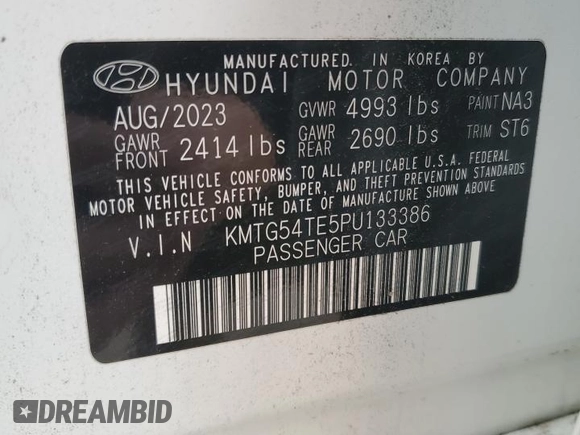 MANUFACTURED. IN KOREA BY
HYUNDAI MOTOR COMPANY
AUG/2023 GVWR 4993 lbs PAINT NA3
GAWR FRONT 2414 lbs GAWR REAR 2690 lbs TRIM ST6
THIS VEHICLE CONFORMS TO ALL APPLICABLE U.S.A. FEDERAL
MOTOR VEHICLE SAFETY, BUMPER, AND THEFT PREVENTION STANDARDS
IN EFFECT ON THE DATE OF MANUFACTURE SHOWN ABOVE.
V.I.N KMTG54TE5PU133386
PASSENGER CAR
DREAMBID